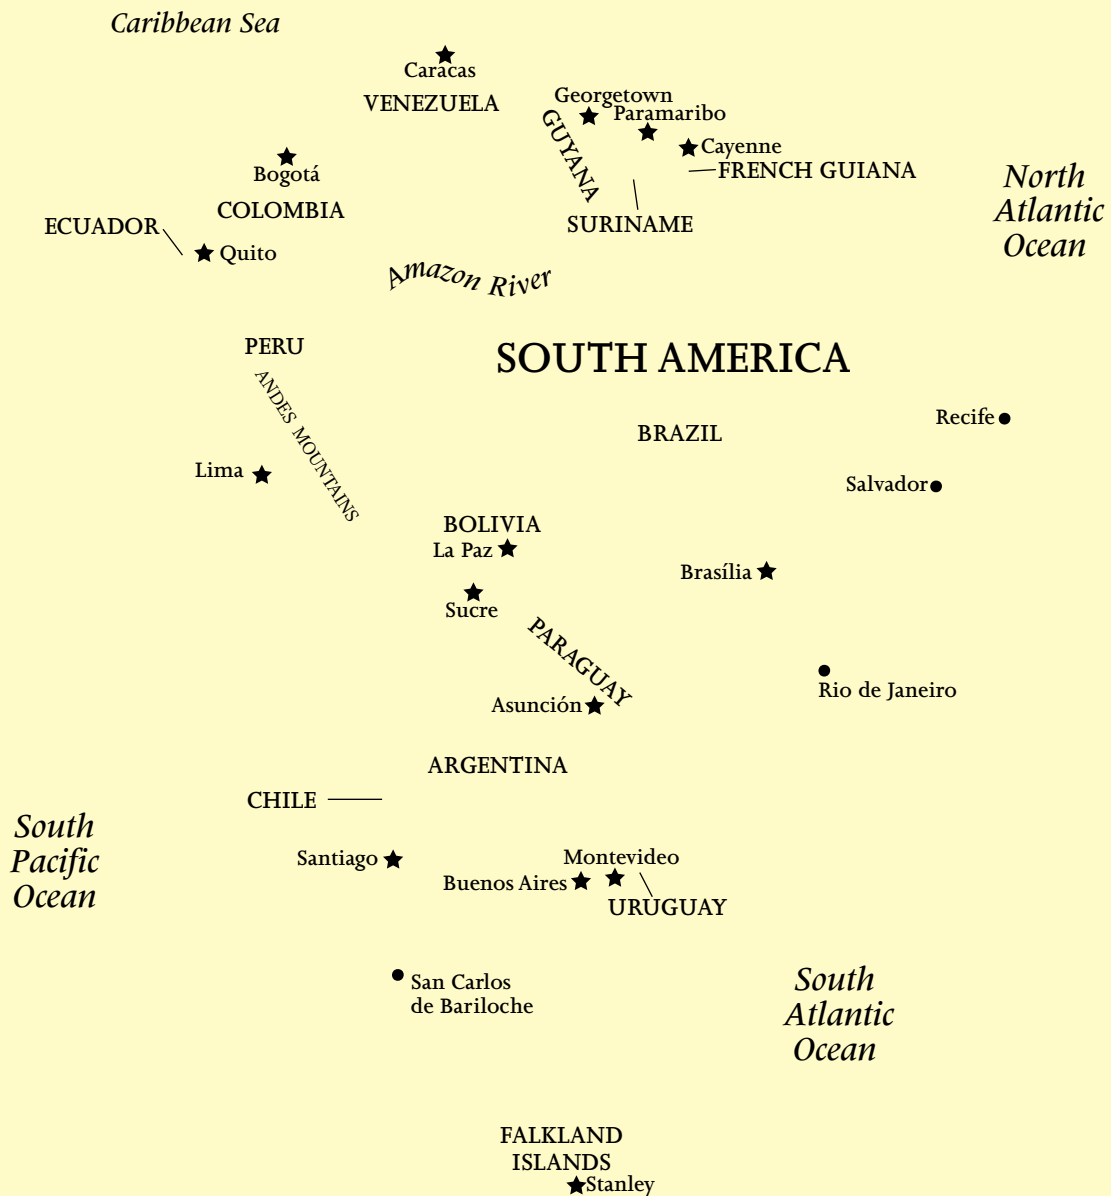 Caribbean Sea
Caracas
VENEZUELA
Georgetown
Paramaribo
GUYANA
Cayenne
FRENCH GUIANA
SURINAME
North
Atlantic
Ocean
Bogotá
COLOMBIA
ECUADOR
Quito
Amazon River
PERU
SOUTH AMERICA
ANDES MOUNTAINS
Recife
BRAZIL
Lima
Salvador
BOLIVIA
La Paz
Brasília
Sucre
PARAGUAY
Rio de Janeiro
Asunción
ARGENTINA
CHILE
South
Pacific
Ocean
Santiago
Montevideo
Buenos Aires
URUGUAY
San Carlos
de Bariloche
South
Atlantic
Ocean
FALKLAND
ISLANDS
Stanley